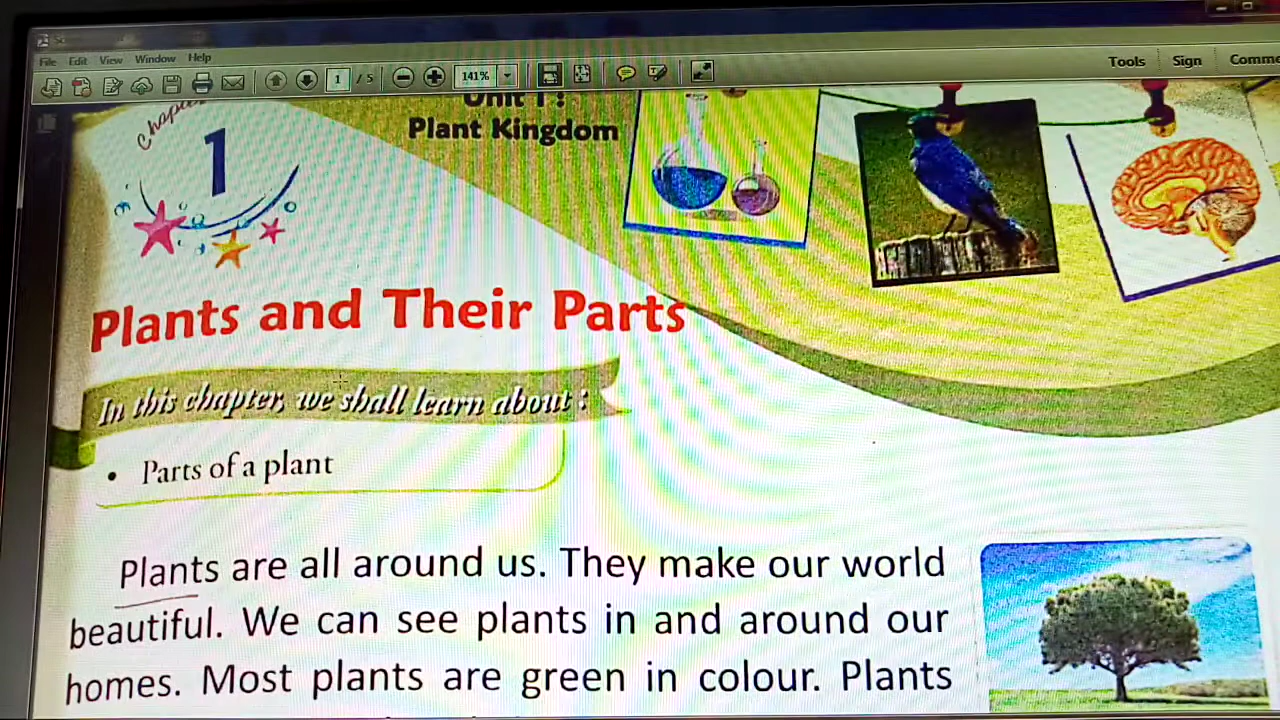 File Edit View Window Help
1 / 5 141% Tools Sign
Chapter
1
Unit 1 :
Plant Kingdom
Plants and Their Parts
In this chapter, we shall learn about :
• Parts of a plant
Plants are all around us. They make our world
beautiful. We can see plants in and around our
homes. Most plants are green in colour. Plants